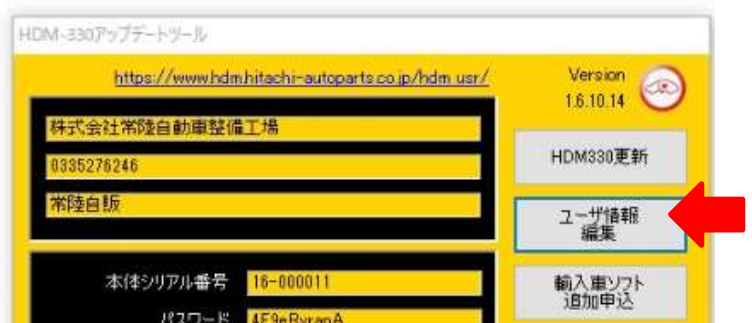 HDM-330アップデートツール
https://www.hdm.hitachi-autoparts.co.jp/hdm_usr/
Version
1.6.10.14
株式会社常陸自動車整備工場
0335276246
常陸自販
HDM330更新
ユーザ情報
編集
本体シリアル番号 16-000011
輸入車ソフト
追加申込
パスワード